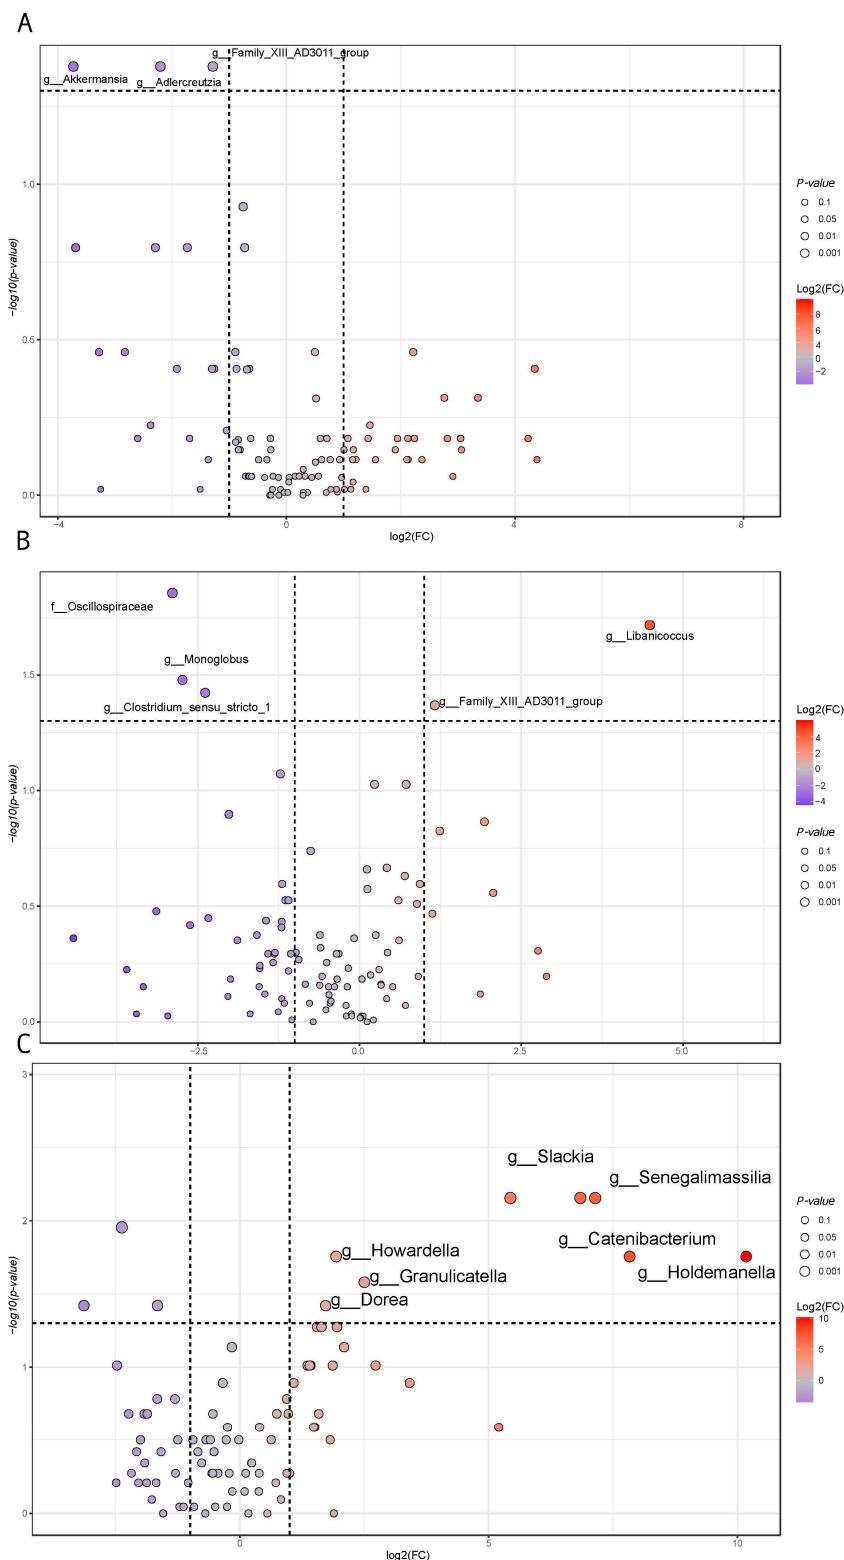 A
g__Family_XIII_AD3011_group
g__Akkermansia
g__Adlercreutzia
1.0
0.5
0.0
−log10(p-value)
−4
0
4
8
log2(FC)
P-value
0.1
0.05
0.01
0.001
Log2(FC)
8
6
4
0
−2
B
f__Oscillospiraceae
g__Libanicoccus
g__Monoglobus
g__Family_XIII_AD3011_group
g__Clostridium_sensu_stricto_1
1.5
1.0
0.5
0.0
−log10(p-value)
−2.5
0.0
2.5
5.0
Log2(FC)
4
2
0
−2
−4
P-value
0.1
0.05
0.01
0.001
C
g__Slackia
g__Senegalimassilia
g__Catenibacterium
g__Howardella
g__Holdemanella
g__Granulicatella
g__Dorea
3
2
1
0
−log10(p-value)
0
5
10
log2(FC)
P-value
0.1
0.05
0.01
0.001
Log2(FC)
10
5
0